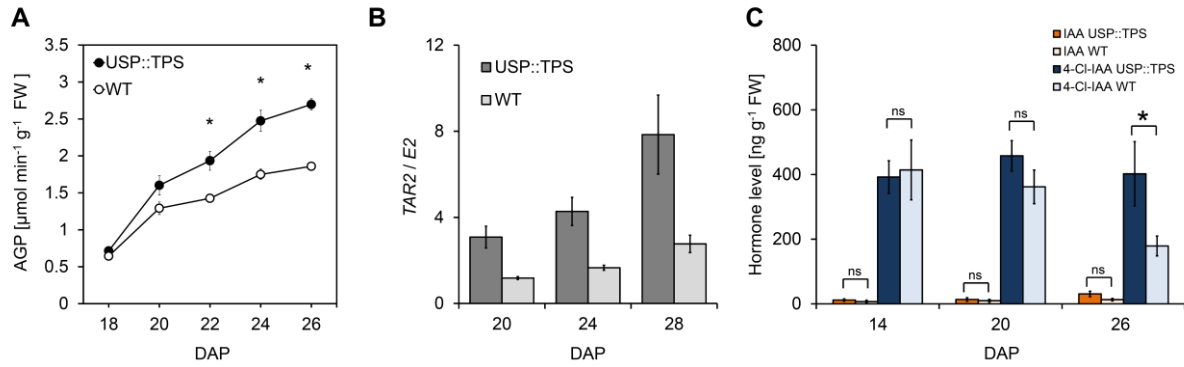 A
3.5
3
2.5
2
1.5
1
0.5
0
AGP [µmol min⁻¹ g⁻¹ FW]
USP::TPS
WT
*
*
*
18 20 22 24 26
DAP
B
12
8
4
0
TAR2 / E2
USP::TPS
WT
20 24 28
DAP
C
800
600
400
200
0
Hormone level [ng g⁻¹ FW]
IAA USP::TPS
IAA WT
4-Cl-IAA USP::TPS
4-Cl-IAA WT
ns
ns
ns
ns
ns
*
14 20 26
DAP